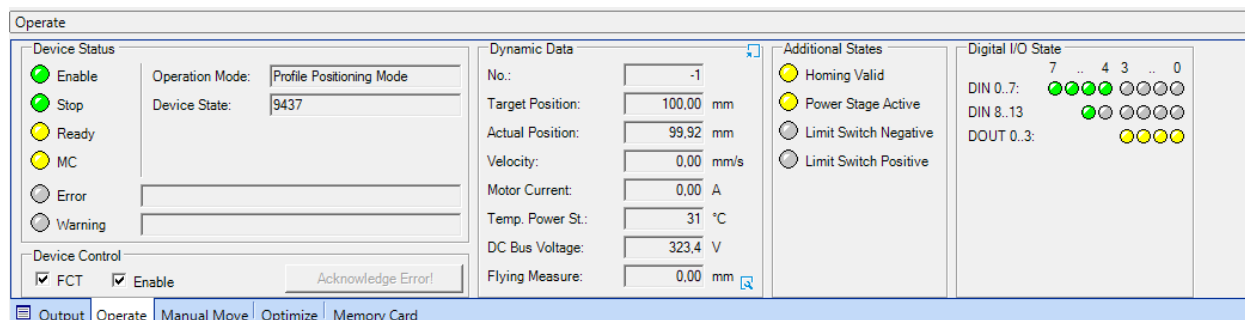 Operate
Device Status
Enable
Operation Mode: Profile Positioning Mode
Stop
Device State: 9437
Ready
MC
Error
Warning
Device Control
FCT Enable Acknowledge Error!
Dynamic Data
No.: -1
Target Position: 100,00 mm
Actual Position: 99,92 mm
Velocity: 0,00 mm/s
Motor Current: 0,00 A
Temp. Power St.: 31 °C
DC Bus Voltage: 323,4 V
Flying Measure: 0,00 mm
Additional States
Homing Valid
Power Stage Active
Limit Switch Negative
Limit Switch Positive
Digital I/O State
7 .. 4 3 .. 0
DIN 0..7:
DIN 8..13
DOUT 0..3:
Output Operate Manual Move Optimize Memory Card